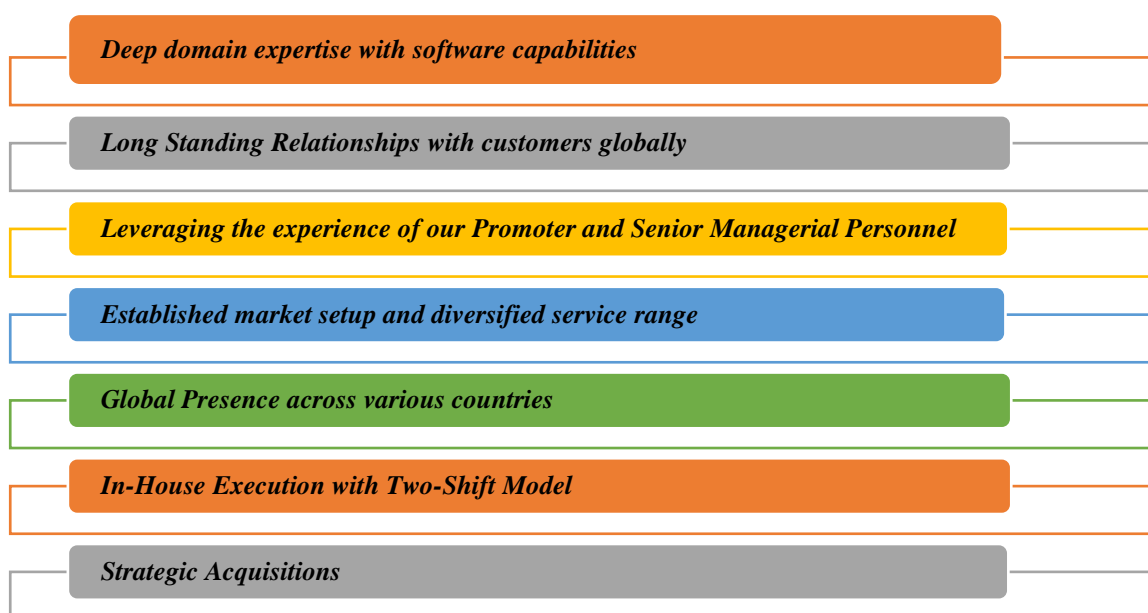 Deep domain expertise with software capabilities
Long Standing Relationships with customers globally
Leveraging the experience of our Promoter and Senior Managerial Personnel
Established market setup and diversified service range
Global Presence across various countries
In-House Execution with Two-Shift Model
Strategic Acquisitions